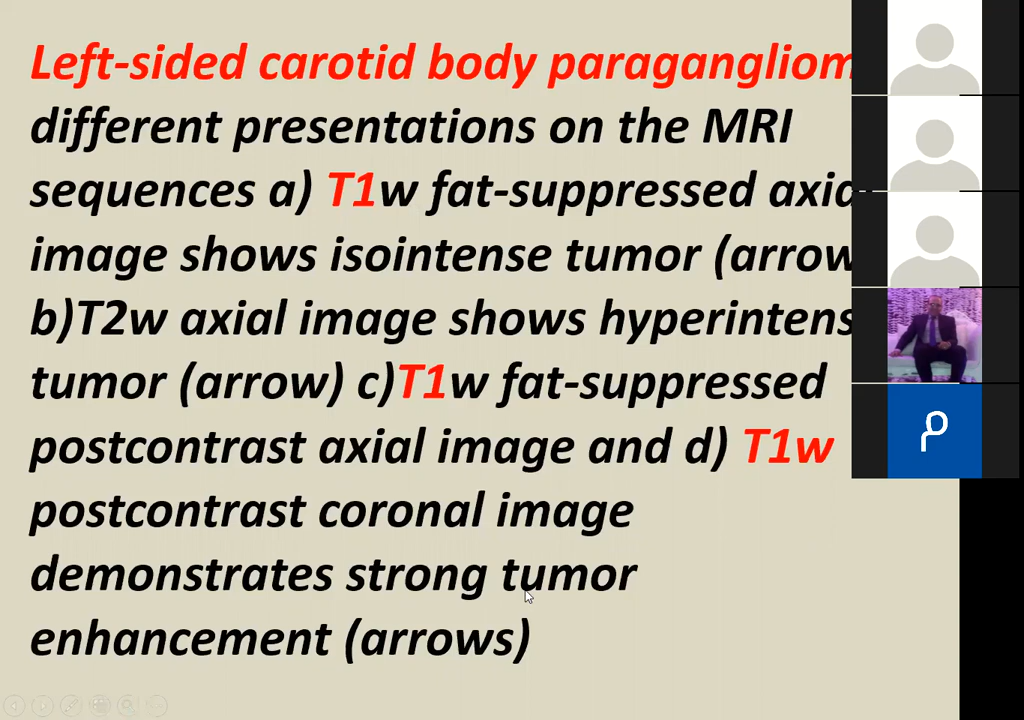 Left-sided carotid body paragangliom
different presentations on the MRI
sequences a) T1w fat-suppressed axia
image shows isointense tumor (arrow
b)T2w axial image shows hyperintens
tumor (arrow) c)T1w fat-suppressed
postcontrast axial image and d) T1w
postcontrast coronal image
demonstrates strong tumor
enhancement (arrows)
م